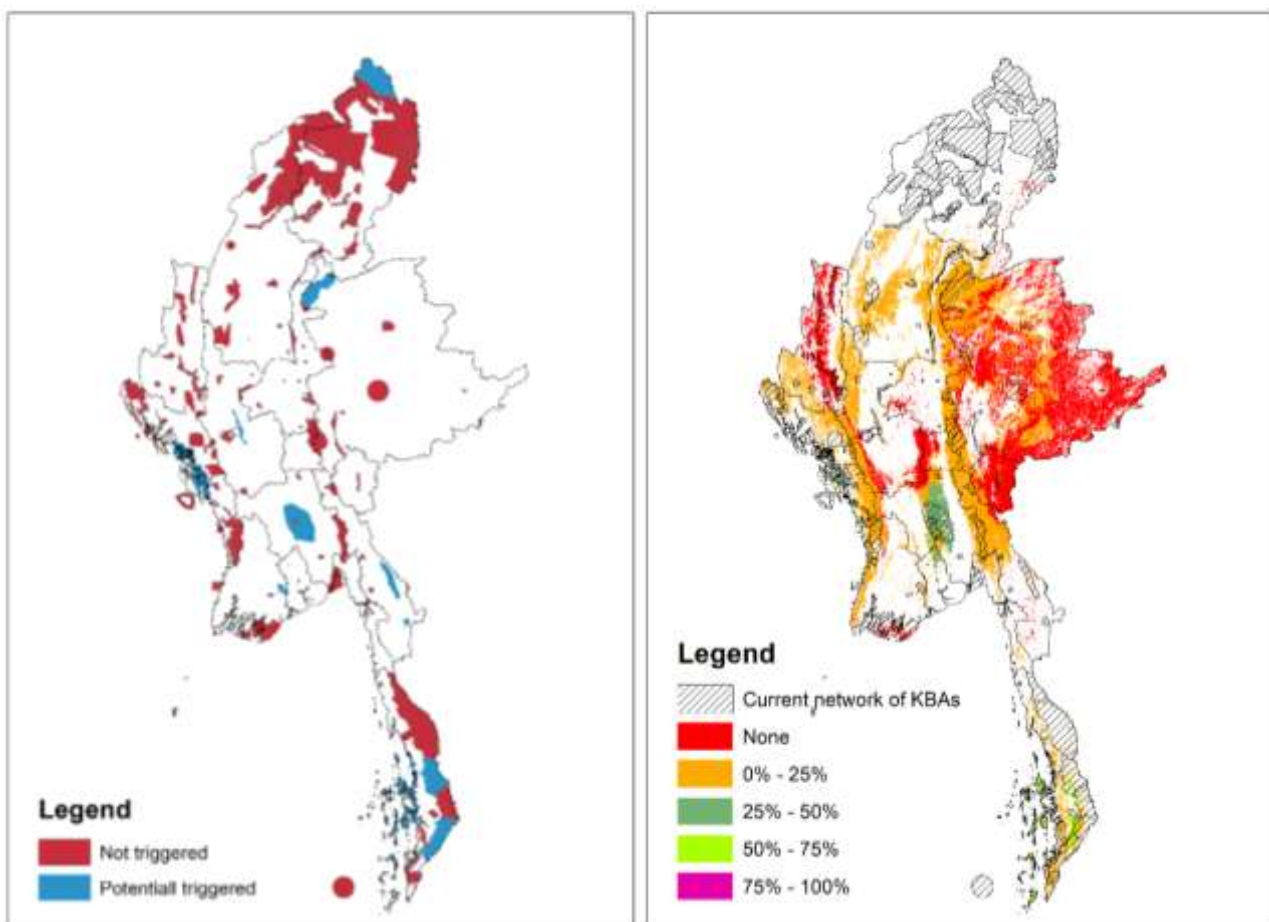 Legend
Not triggered
Potentiall triggered
Legend
Current network of KBAs
None
0% - 25%
25% - 50%
50% - 75%
75% - 100%